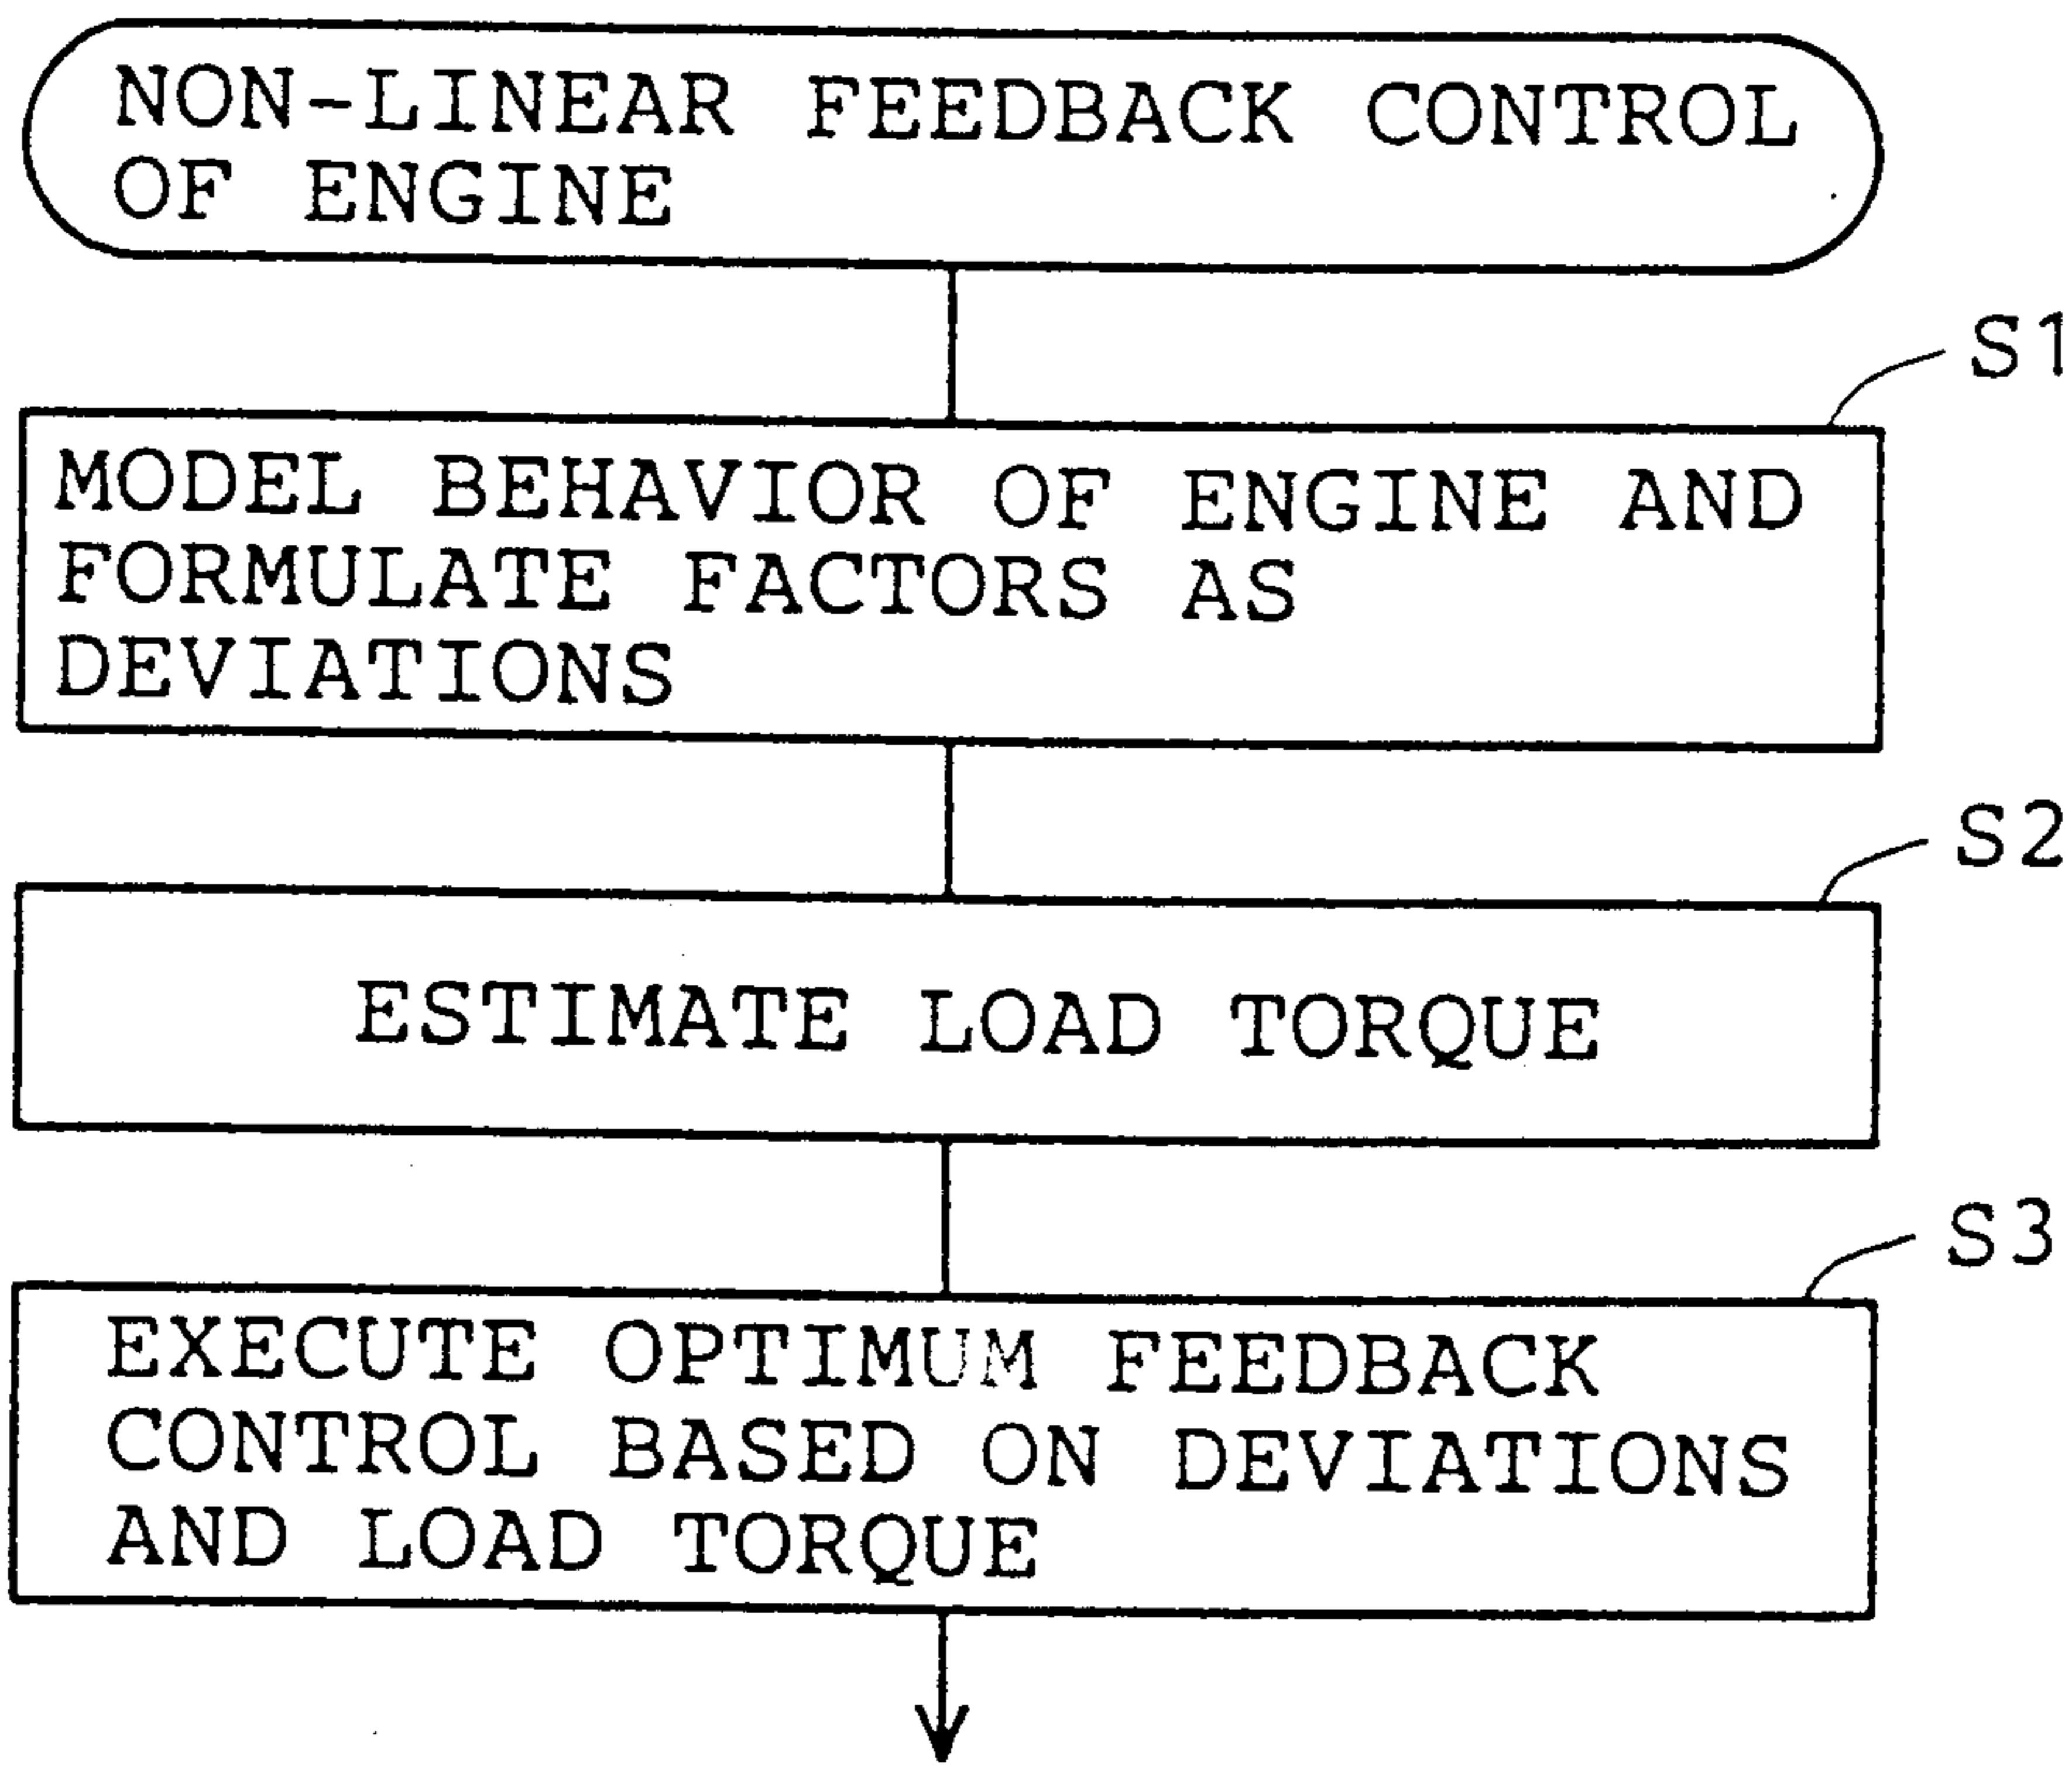 NON-LINEAR FEEDBACK CONTROL
OF ENGINE
S1
MODEL BEHAVIOR OF ENGINE AND
FORMULATE FACTORS AS
DEVIATIONS
S2
ESTIMATE LOAD TORQUE
S3
EXECUTE OPTIMUM FEEDBACK
CONTROL BASED ON DEVIATIONS
AND LOAD TORQUE